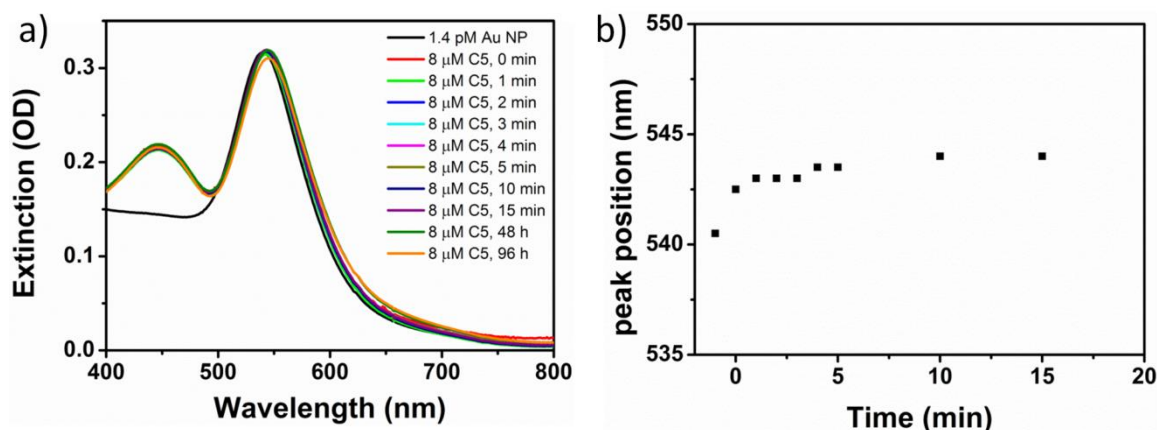 a)
Extinction (OD)
0.3
0.2
0.1
0.0
400
500
600
700
800
Wavelength (nm)
1.4 pM Au NP
8 μM C5, 0 min
8 μM C5, 1 min
8 μM C5, 2 min
8 μM C5, 3 min
8 μM C5, 4 min
8 μM C5, 5 min
8 μM C5, 10 min
8 μM C5, 15 min
8 μM C5, 48 h
8 μM C5, 96 h
b)
peak position (nm)
550
545
540
535
0
5
10
15
20
Time (min)